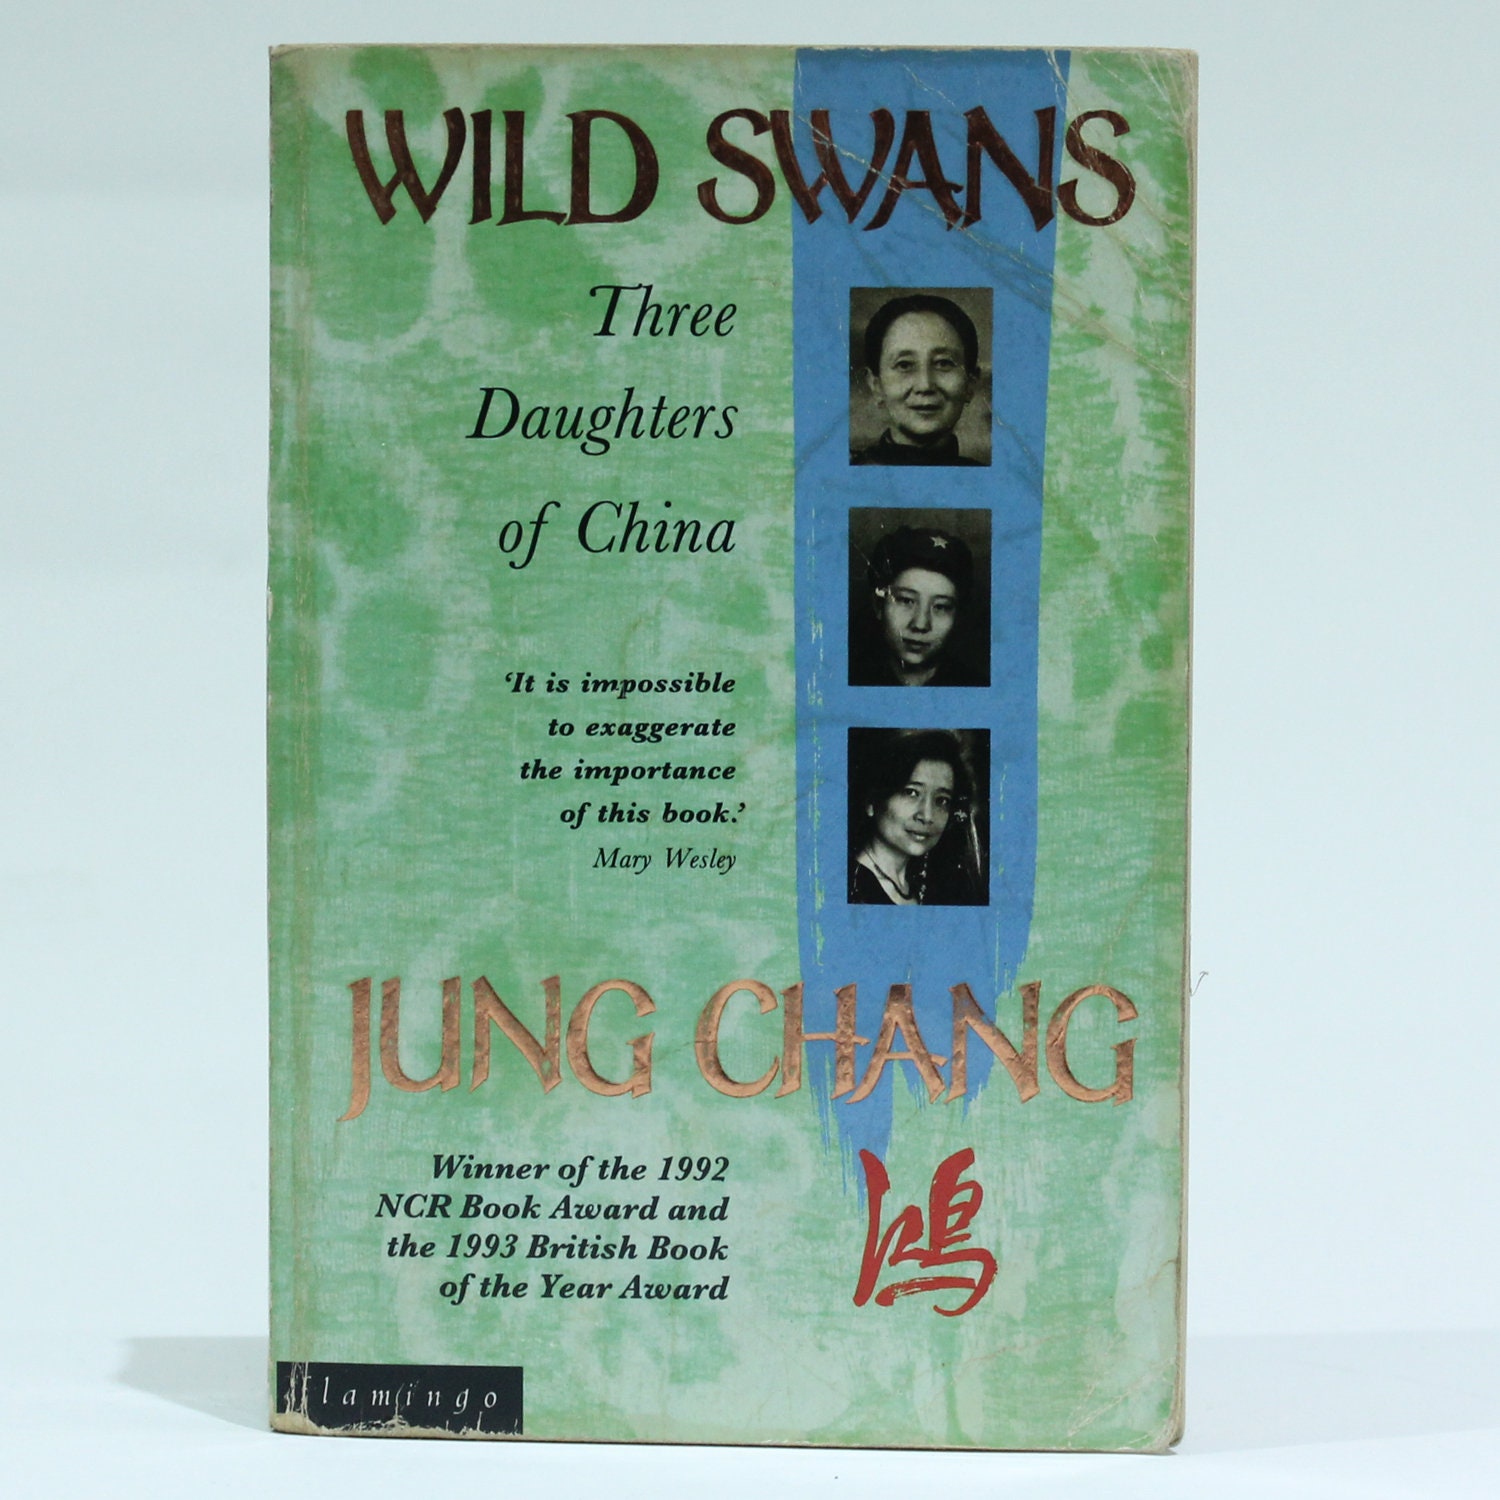 WILD SWANS
Three
Daughters
of China
‘It is impossible
to exaggerate
the importance
of this book.’
Mary Wesley
JUNG CHANG
Winner of the 1992
NCR Book Award and
the 1993 British Book
of the Year Award
鴻
flamingo